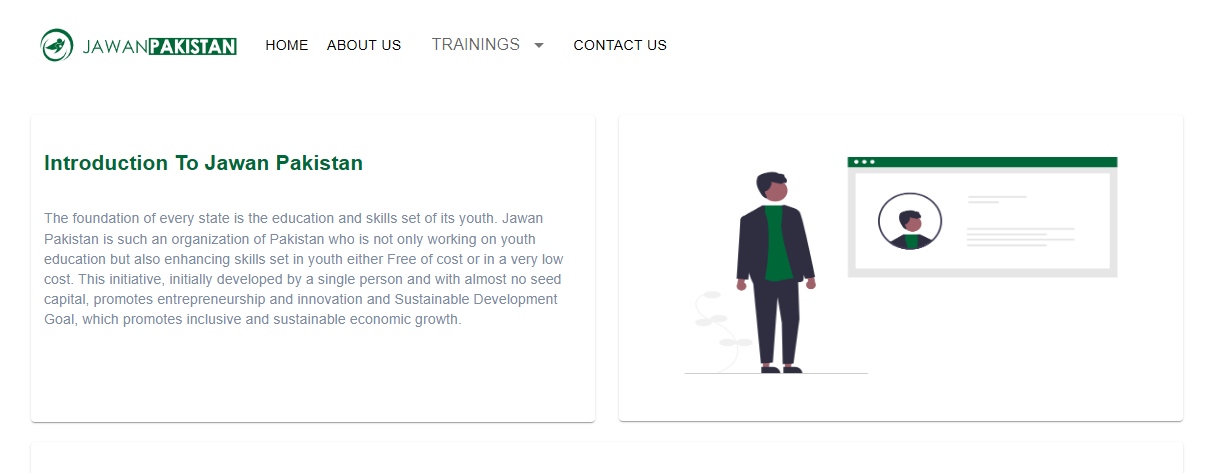 JAWANPAKISTAN HOME ABOUT US TRAININGS CONTACT US
Introduction To Jawan Pakistan
The foundation of every state is the education and skills set of its youth. Jawan
Pakistan is such an organization of Pakistan who is not only working on youth
education but also enhancing skills set in youth either Free of cost or in a very low
cost. This initiative, initially developed by a single person and with almost no seed
capital, promotes entrepreneurship and innovation and Sustainable Development
Goal, which promotes inclusive and sustainable economic growth.